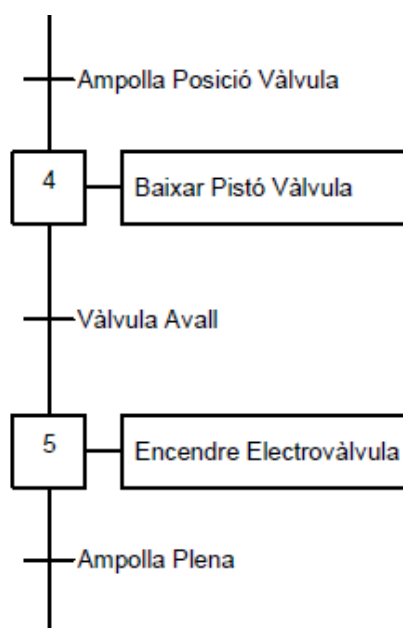 Ampolla Posició Vàlvula
4
Baixar Pistó Vàlvula
Vàlvula Avall
5
Encendre Electrovàlvula
Ampolla Plena